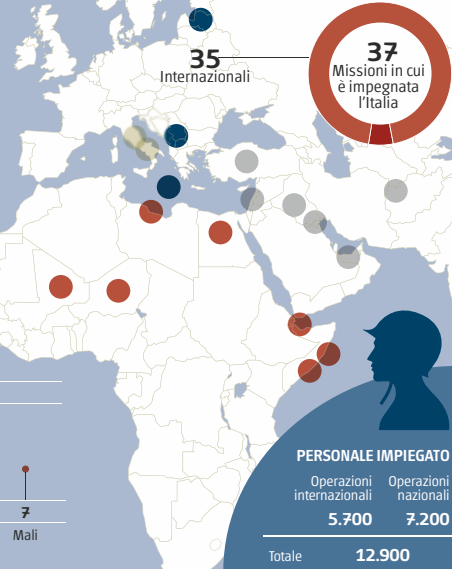 35
Internazionali
37
Missioni in cui
è impegnata
l'Italia
PERSONALE IMPIEGATO
Operazioni
internazionali
5.700
Operazioni
nazionali
7.200
Totale 12.900
7
Mali